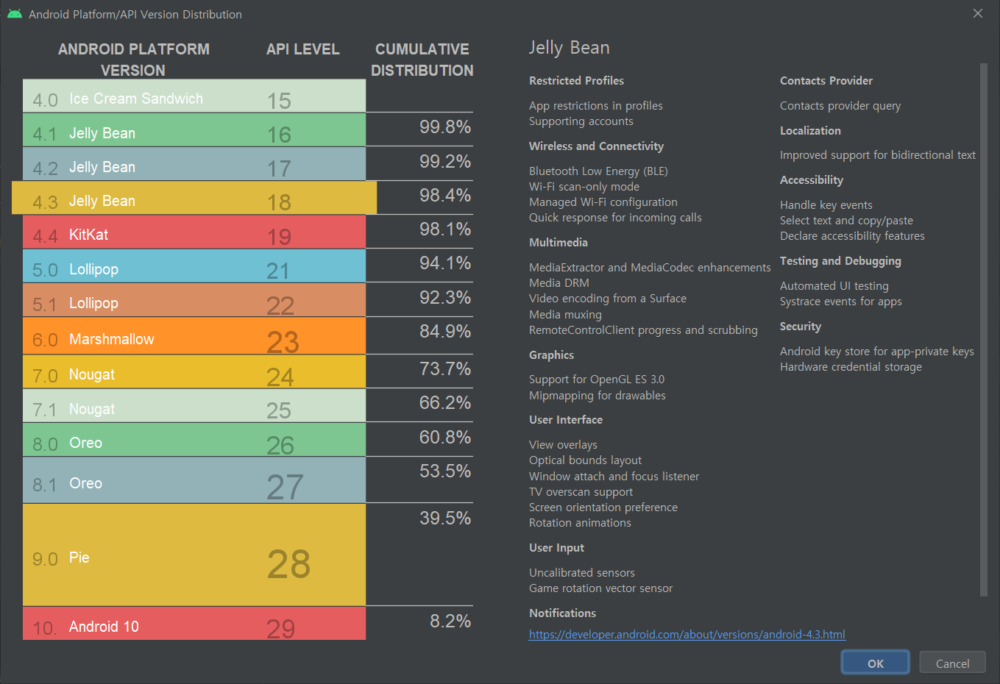 Android Platform/API Version Distribution
ANDROID PLATFORM VERSION
API LEVEL
CUMULATIVE DISTRIBUTION
4.0 Ice Cream Sandwich 15
4.1 Jelly Bean 16 99.8%
4.2 Jelly Bean 17 99.2%
4.3 Jelly Bean 18 98.4%
4.4 KitKat 19 98.1%
5.0 Lollipop 21 94.1%
5.1 Lollipop 22 92.3%
6.0 Marshmallow 23 84.9%
7.0 Nougat 24 73.7%
7.1 Nougat 25 66.2%
8.0 Oreo 26 60.8%
8.1 Oreo 27 53.5%
9.0 Pie 28 39.5%
10. Android 10 29 8.2%
Jelly Bean
Restricted Profiles
App restrictions in profiles
Supporting accounts
Wireless and Connectivity
Bluetooth Low Energy (BLE)
Wi-Fi scan-only mode
Managed Wi-Fi configuration
Quick response for incoming calls
Multimedia
MediaExtractor and MediaCodec enhancements
Media DRM
Video encoding from a Surface
Media muxing
RemoteControlClient progress and scrubbing
Graphics
Support for OpenGL ES 3.0
Mipmapping for drawables
User Interface
View overlays
Optical bounds layout
Window attach and focus listener
TV overscan support
Screen orientation preference
Rotation animations
User Input
Uncalibrated sensors
Game rotation vector sensor
Notifications
https://developer.android.com/about/versions/android-4.3.html
Contacts Provider
Contacts provider query
Localization
Improved support for bidirectional text
Accessibility
Handle key events
Select text and copy/paste
Declare accessibility features
Testing and Debugging
Automated UI testing
Systrace events for apps
Security
Android key store for app-private keys
Hardware credential storage
OK
Cancel